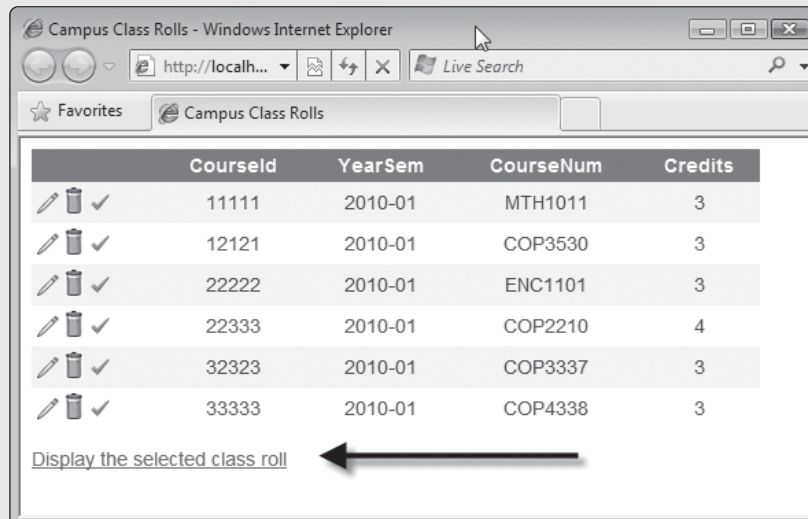 Campus Class Rolls - Windows Internet Explorer
http://localh...
Live Search
Favorites
Campus Class Rolls
CourseId YearSem CourseNum Credits
11111 2010-01 MTH1011 3
12121 2010-01 COP3530 3
22222 2010-01 ENC1101 3
22333 2010-01 COP2210 4
32323 2010-01 COP3337 3
33333 2010-01 COP4338 3
Display the selected class roll